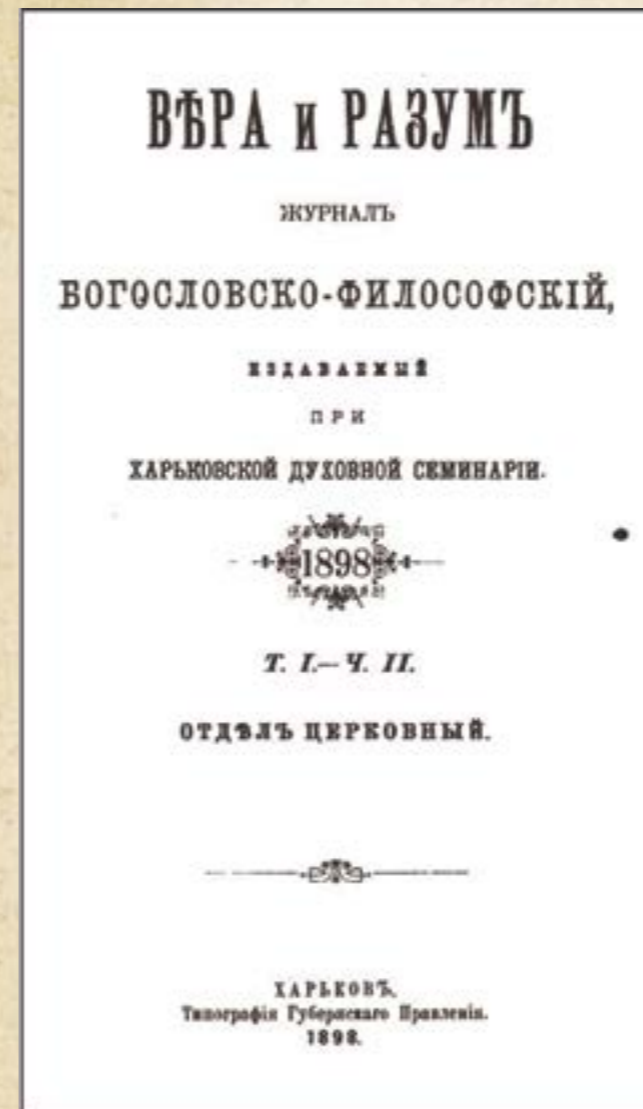 ВѢРА и РАЗУМЪ
ЖУРНАЛЪ
БОГОСЛОВСКО-ФИЛОСОФСКІЙ,
ИЗДАВАЕМЫЙ
ПРИ
ХАРЬКОВСКОЙ ДУХОВНОЙ СЕМИНАРІИ.
1898
Т. I.— Ч. II.
ОТДѢЛЪ ЦЕРКОВНЫЙ.
ХАРЬКОВЪ.
Типографія Губернскаго Правленія.
1898.